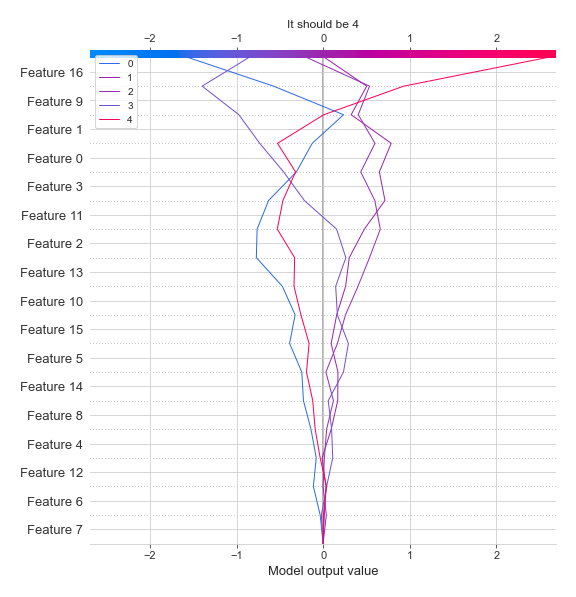 It should be 4
−2 −1 0 1 2
0
1
2
3
4
Feature 16
Feature 9
Feature 1
Feature 0
Feature 3
Feature 11
Feature 2
Feature 13
Feature 10
Feature 15
Feature 5
Feature 14
Feature 8
Feature 4
Feature 12
Feature 6
Feature 7
−2 −1 0 1 2
Model output value